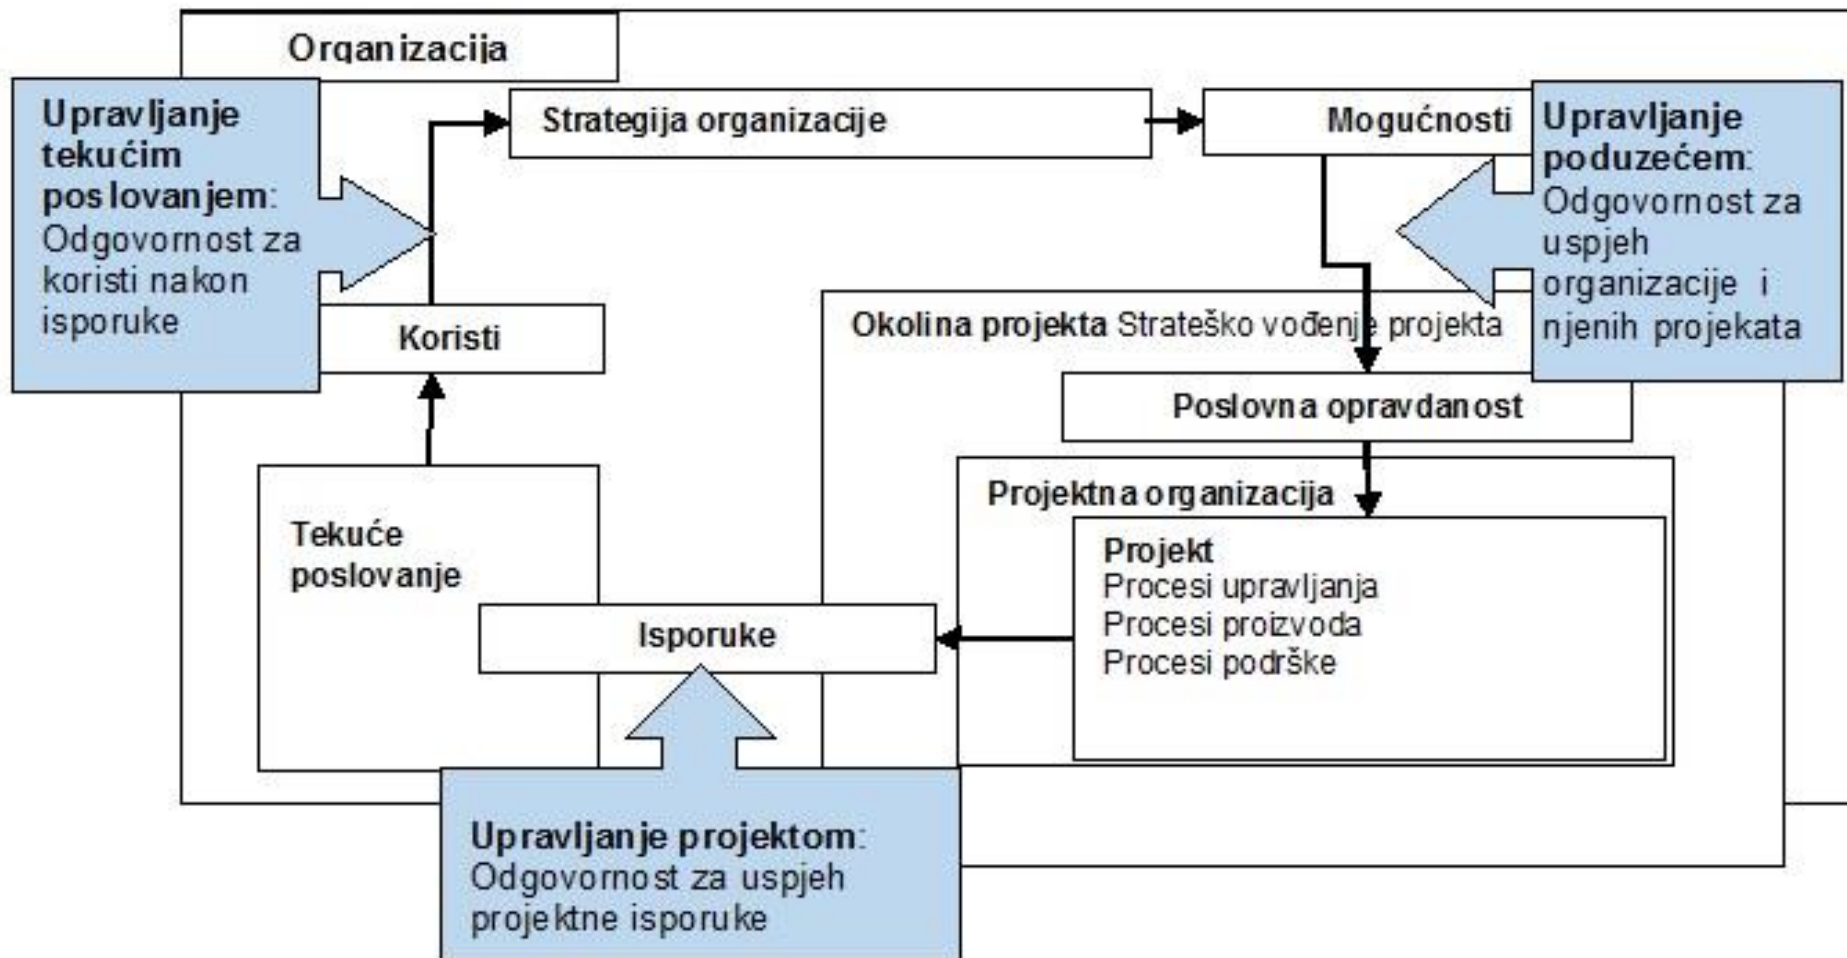 Organizacija
Upravljanje
tekućim
poslovanjem:
Odgovornost za
koristi nakon
isporuke
Strategija organizacije
Mogućnosti
Upravljanje
poduzećem:
Odgovornost za
uspjeh
organizacije i
njenih projekata
Koristi
Okolina projekta Strateško vođenje projekta
Poslovna opravdanost
Projektna organizacija
Tekuće
poslovanje
Projekt
Procesi upravljanja
Procesi proizvoda
Procesi podrške
Isporuke
Upravljanje projektom:
Odgovornost za uspjeh
projektne isporuke